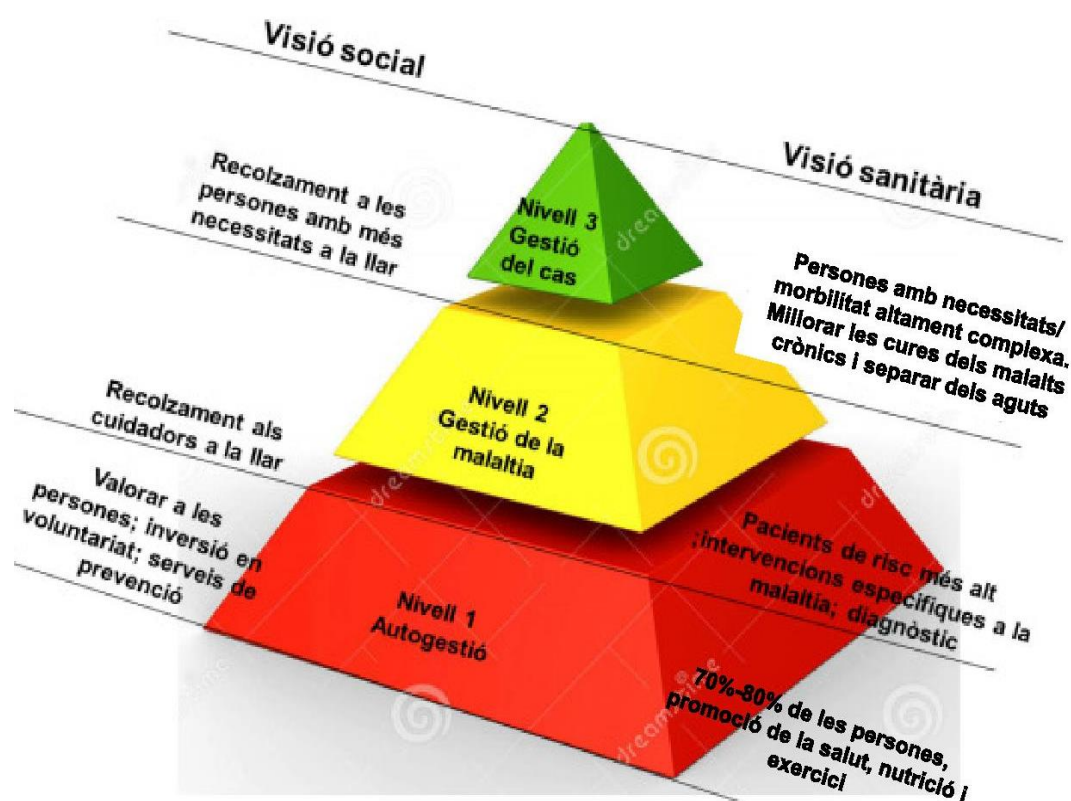 Visió social
Visió sanitària
Recolzament a les
persones amb més
necessitats a la llar
Nivell 3
Gestió
del cas
Persones amb necessitats/
morbilitat altament complexa.
Millorar les cures dels malalts
crònics i separar dels aguts
Recolzament als
cuidadors a la llar
Nivell 2
Gestió de la
malaltia
Pacients de risc més alt
;intervencions especifiques a la
malaltia; diagnòstic
Valorar a les
persones; inversió en
voluntariat; serveis de
prevenció
Nivell 1
Autogestió
70%-80% de les persones,
promoció de la salut, nutrició i
exercici